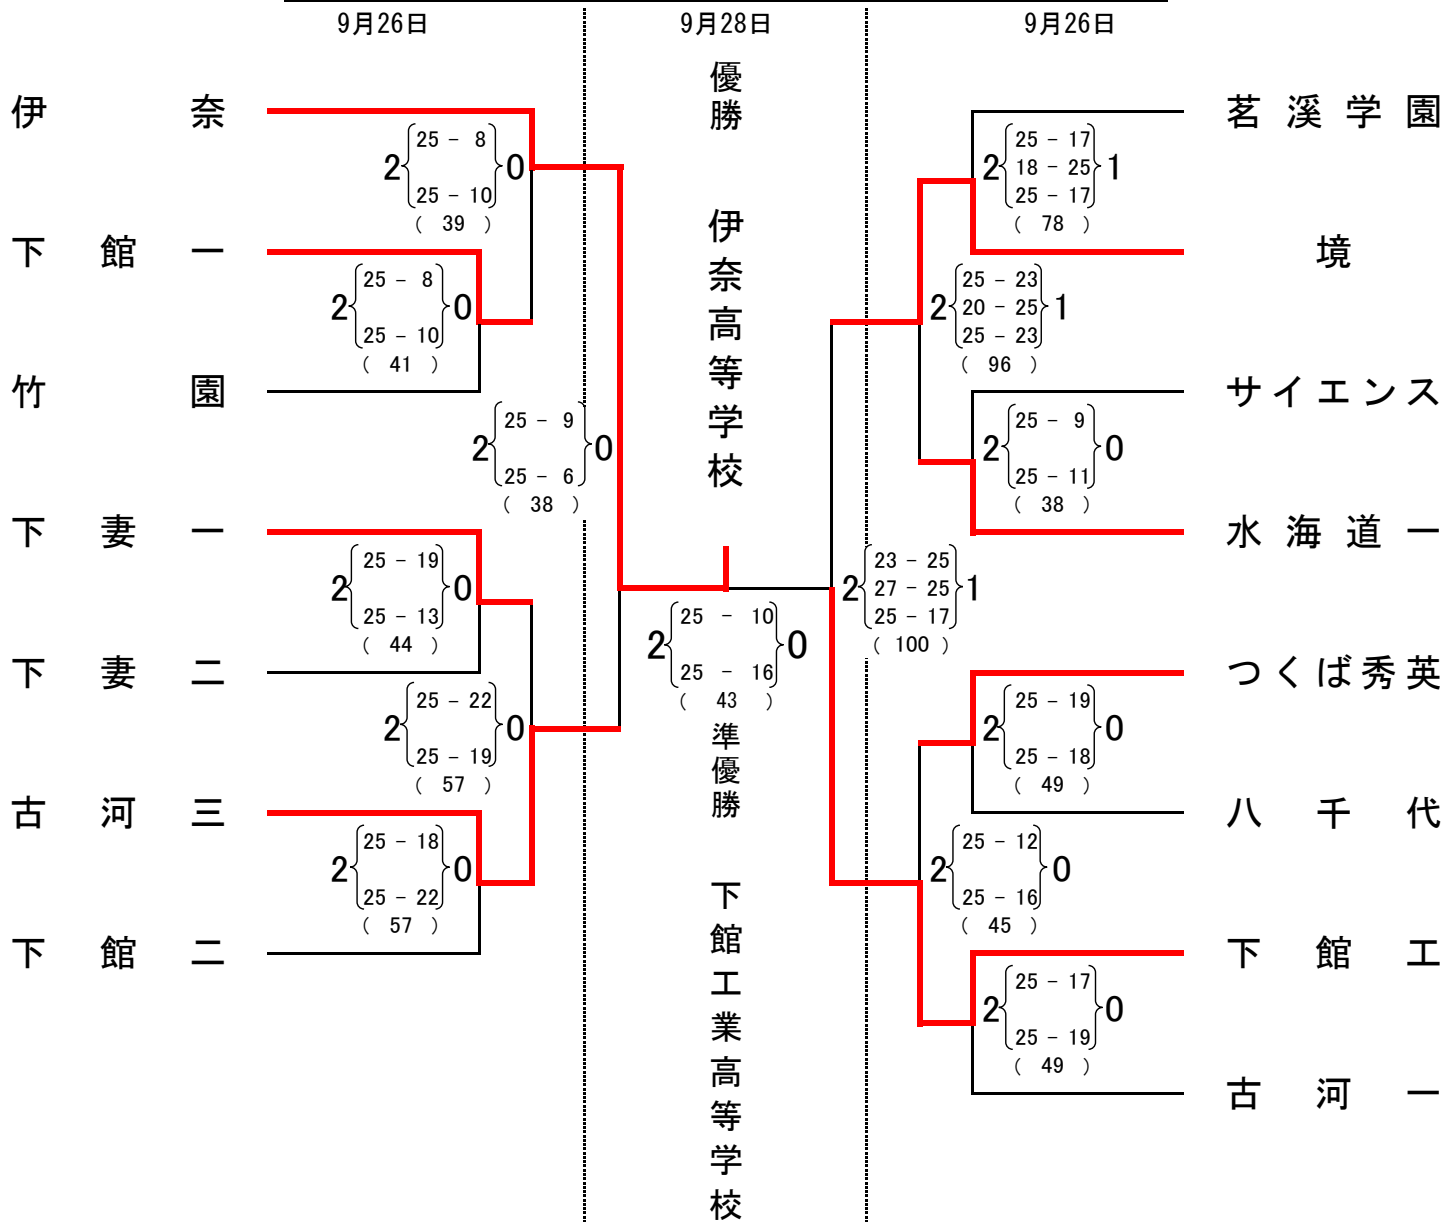 9月26日
9月28日
9月26日
優勝
伊奈高等学校
準優勝
下館工業高等学校
伊奈
下館一
竹園
下妻一
下妻二
古河三
下館二
2 25 - 8 0
25 - 10
( 39 )
2 25 - 8 0
25 - 10
( 41 )
2 25 - 9 0
25 - 6
( 38 )
2 25 - 19 0
25 - 13
( 44 )
2 25 - 22 0
25 - 19
( 57 )
2 25 - 18 0
25 - 22
( 57 )
2 25 - 10 0
25 - 16
( 43 )
茗溪学園
境
サイエンス
水海道一
つくば秀英
八千代
下館工
古河一
25 - 17
2 18 - 25 1
25 - 17
( 78 )
25 - 23
2 20 - 25 1
25 - 23
( 96 )
2 25 - 9 0
25 - 11
( 38 )
23 - 25
2 27 - 25 1
25 - 17
( 100 )
2 25 - 19 0
25 - 18
( 49 )
2 25 - 12 0
25 - 16
( 45 )
2 25 - 17 0
25 - 19
( 49 )